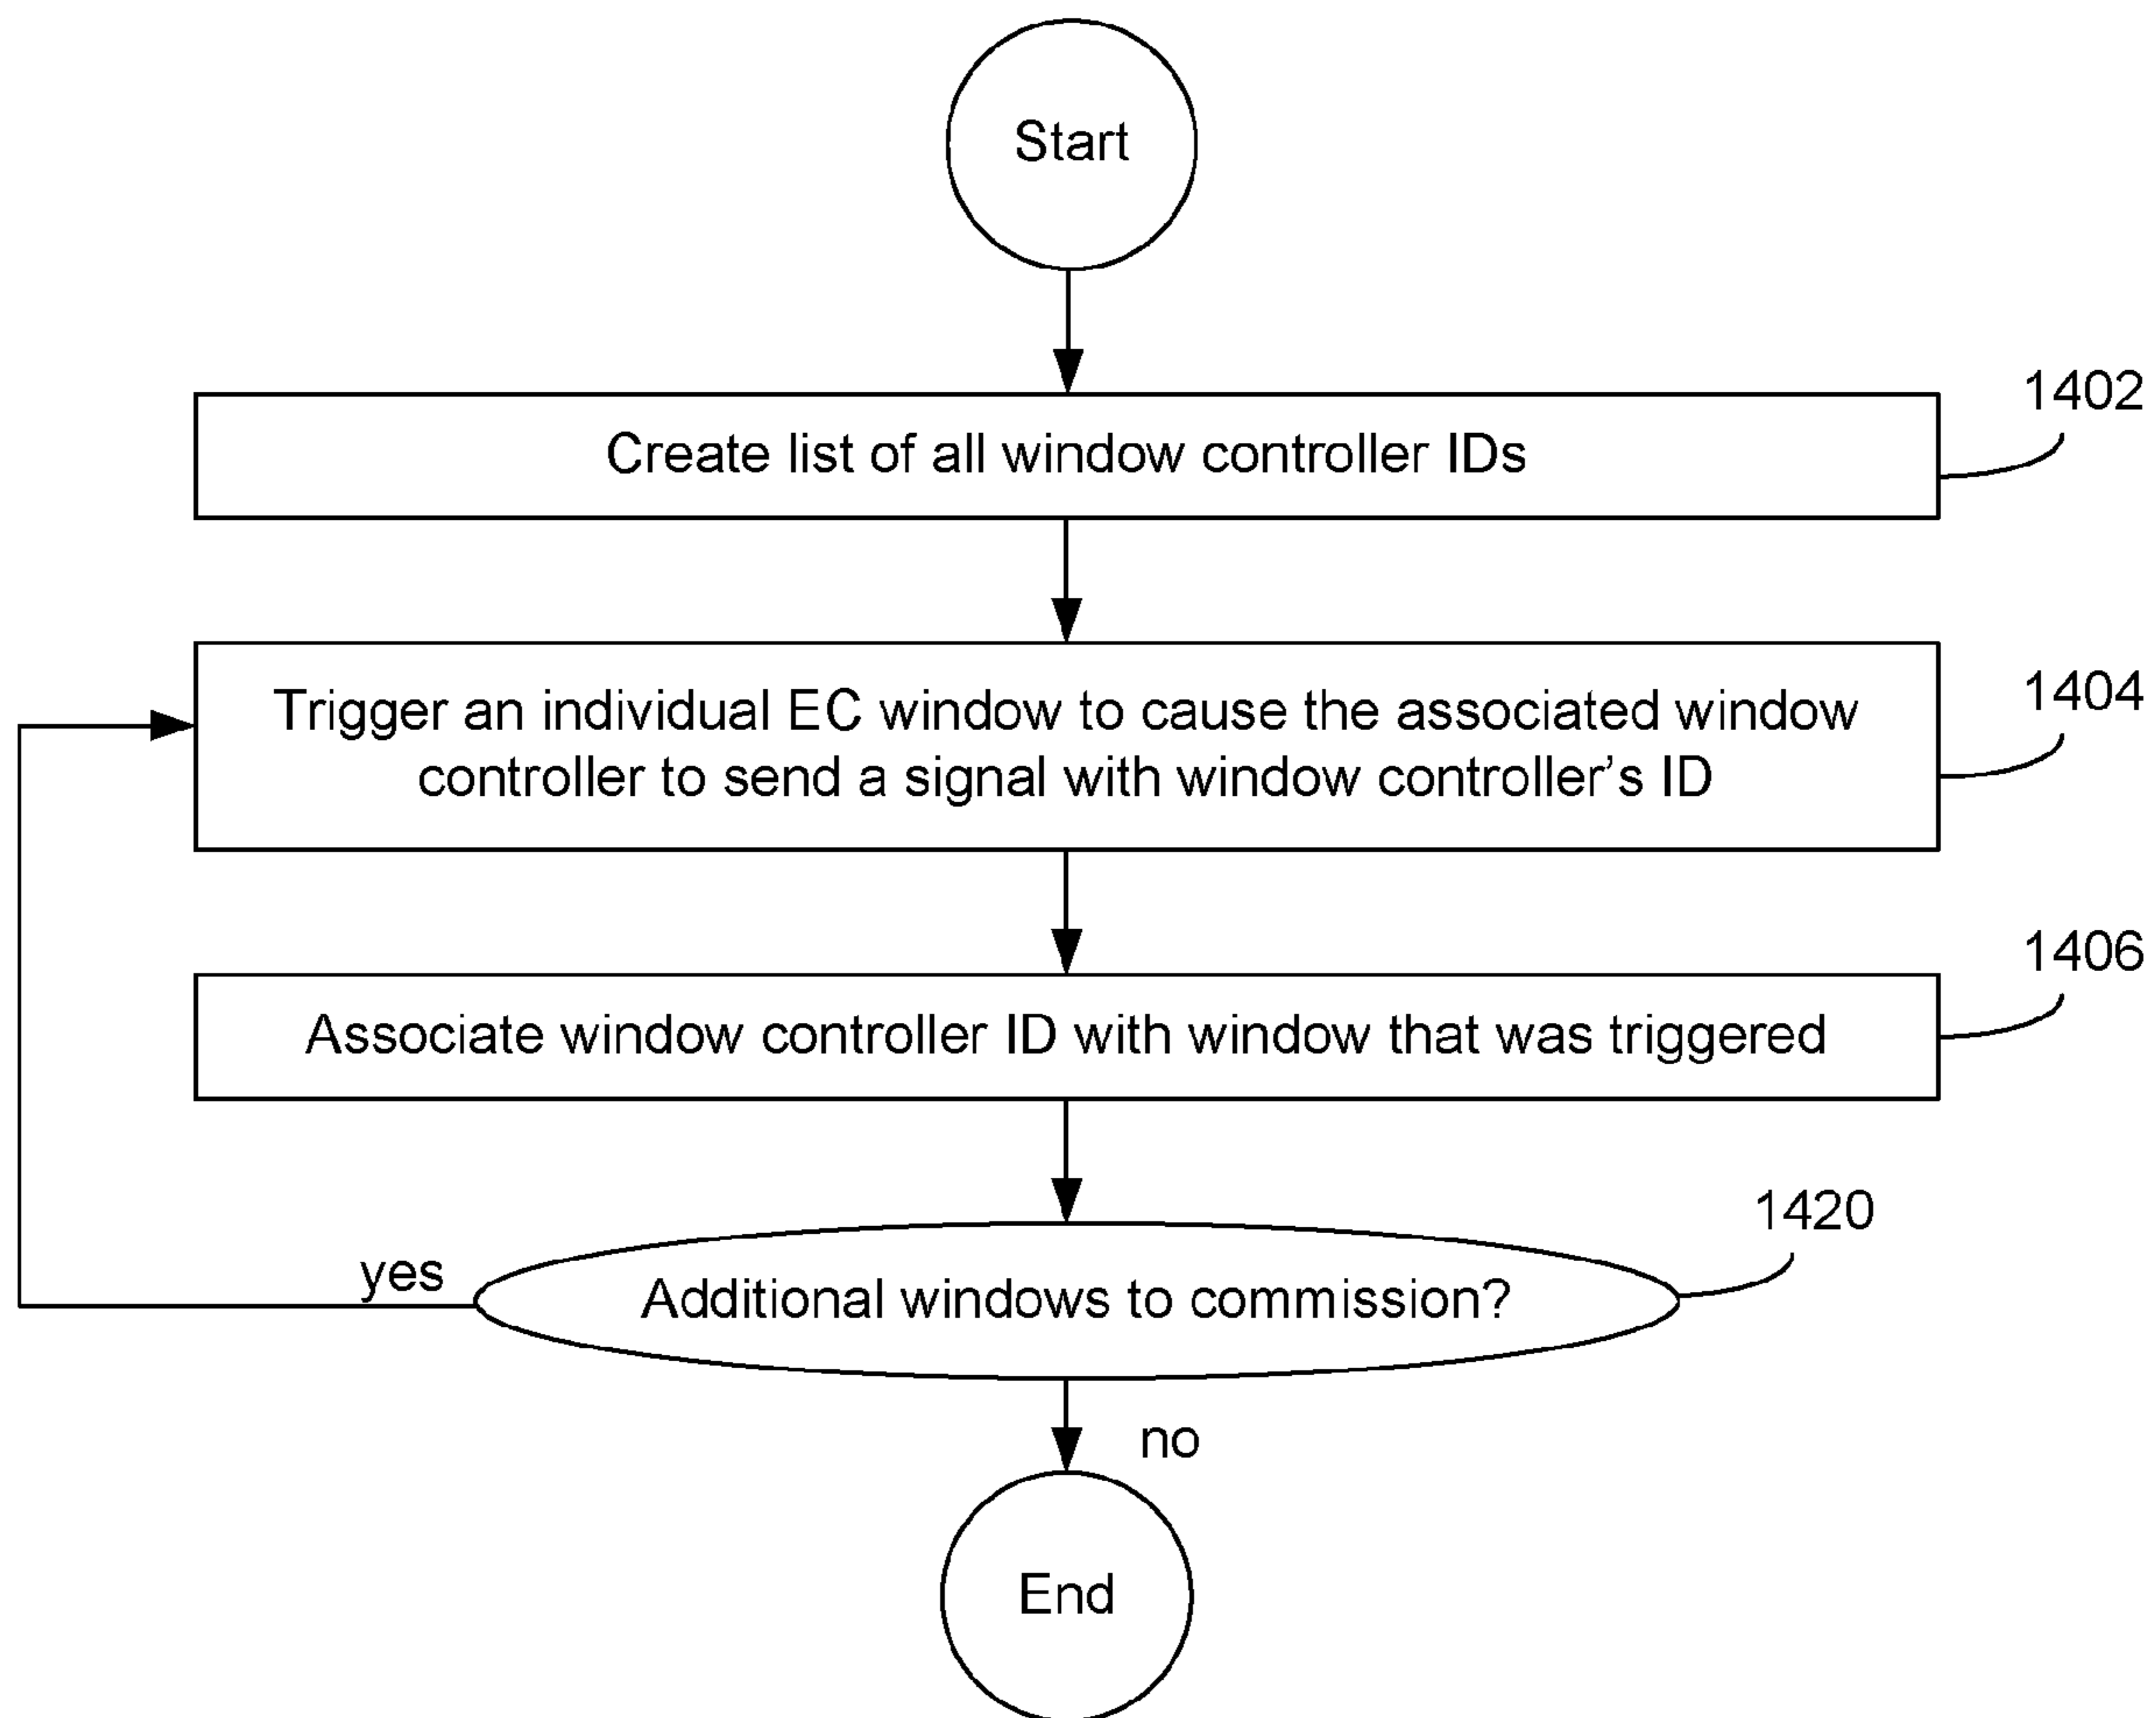 Start
1402
Create list of all window controller IDs
1404
Trigger an individual EC window to cause the associated window
controller to send a signal with window controller's ID
1406
Associate window controller ID with window that was triggered
1420
yes
Additional windows to commission?
no
End